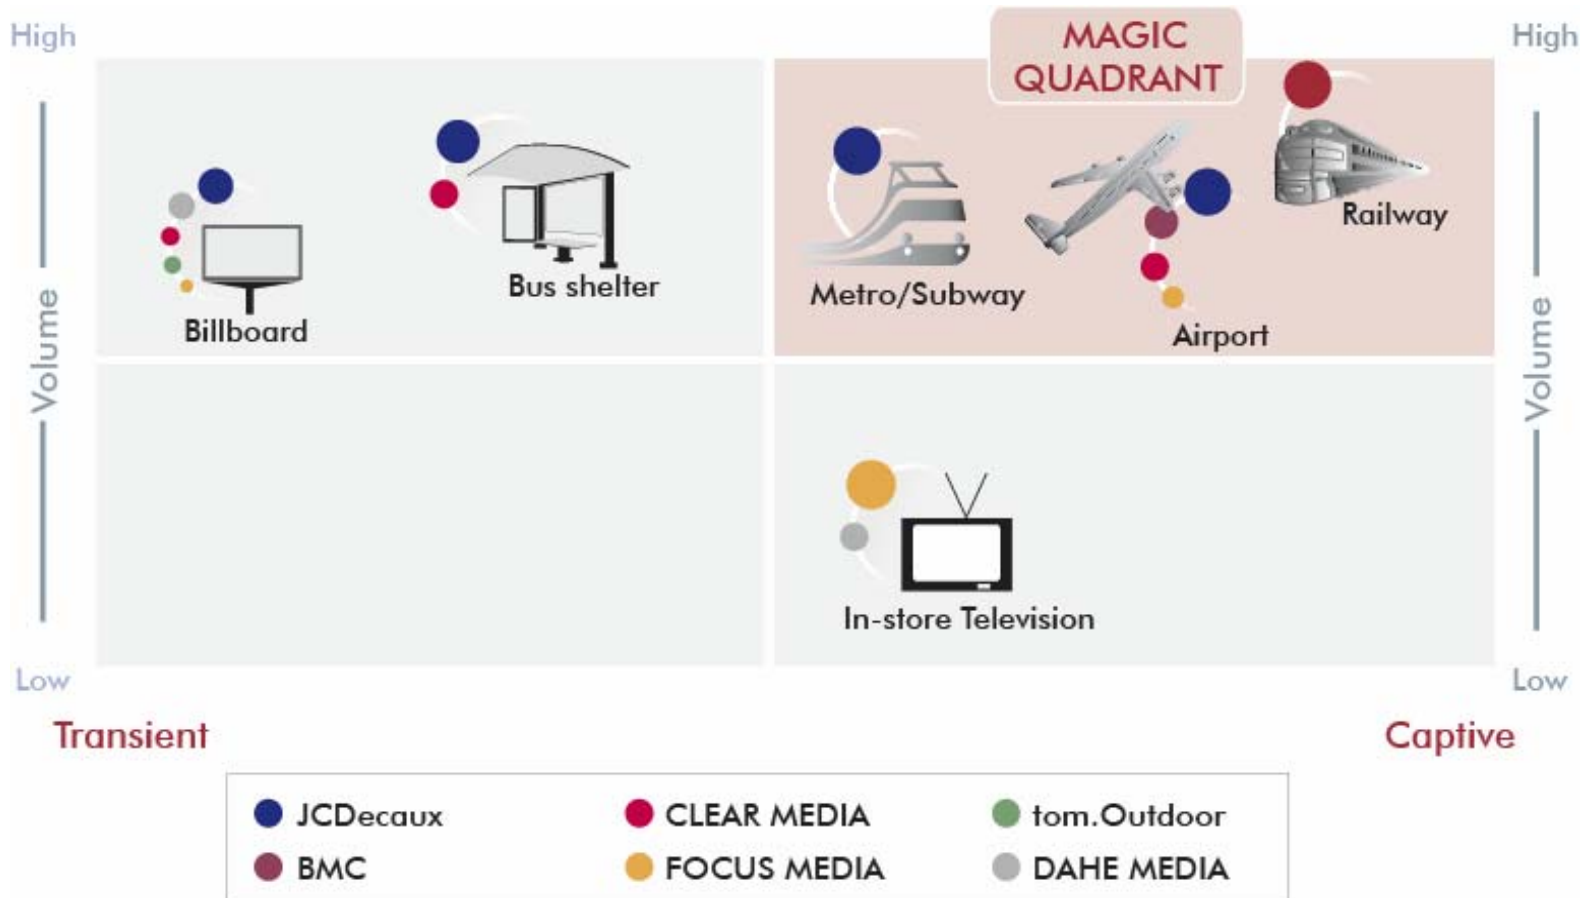 High
High
MAGIC
QUADRANT
Railway
Bus shelter
Metro/Subway
Billboard
Airport
Volume
Volume
In-store Television
Low
Low
Transient
Captive
JCDecaux
CLEAR MEDIA
tom.Outdoor
BMC
FOCUS MEDIA
DAHE MEDIA